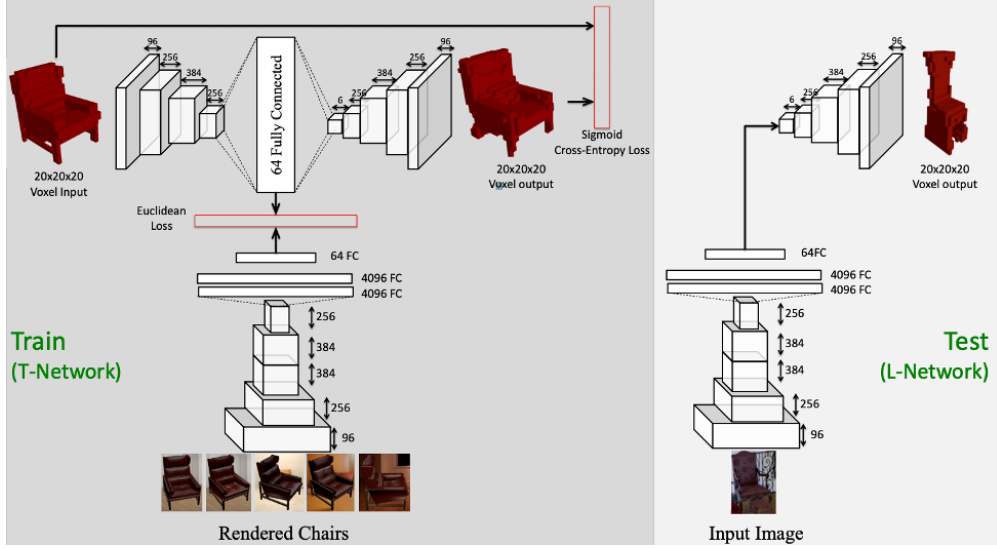 96
256
384
256
64 Fully Connected
6
256
384
256
96
20x20x20
Voxel Input
20x20x20
Voxel output
Sigmoid
Cross-Entropy Loss
Euclidean
Loss
64 FC
4096 FC
4096 FC
256
384
384
256
96
Train
(T-Network)
Rendered Chairs
6
256
384
256
96
20x20x20
Voxel output
64FC
4096 FC
4096 FC
256
384
384
256
96
Test
(L-Network)
Input Image